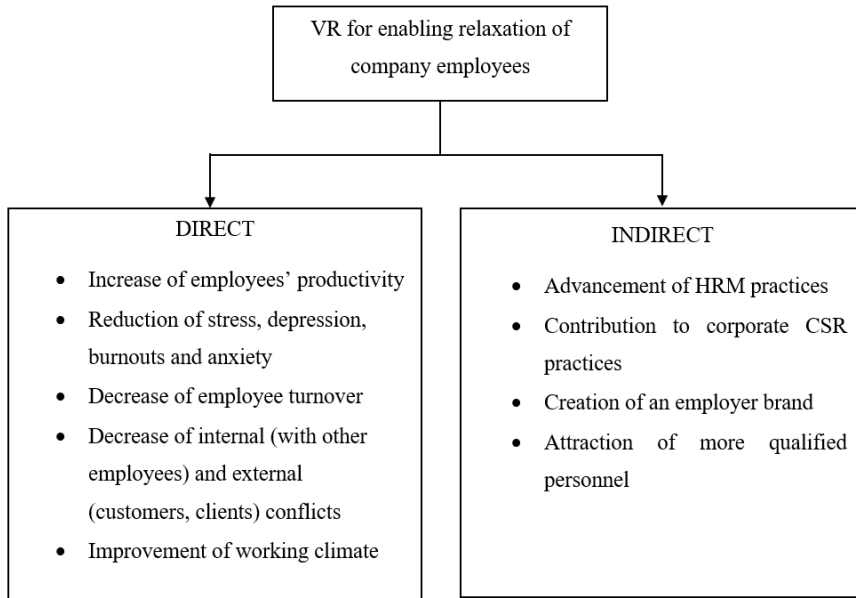 VR for enabling relaxation of
company employees
DIRECT
• Increase of employees’ productivity
• Reduction of stress, depression,
burnouts and anxiety
• Decrease of employee turnover
• Decrease of internal (with other
employees) and external
(customers, clients) conflicts
• Improvement of working climate
INDIRECT
• Advancement of HRM practices
• Contribution to corporate CSR
practices
• Creation of an employer brand
• Attraction of more qualified
personnel